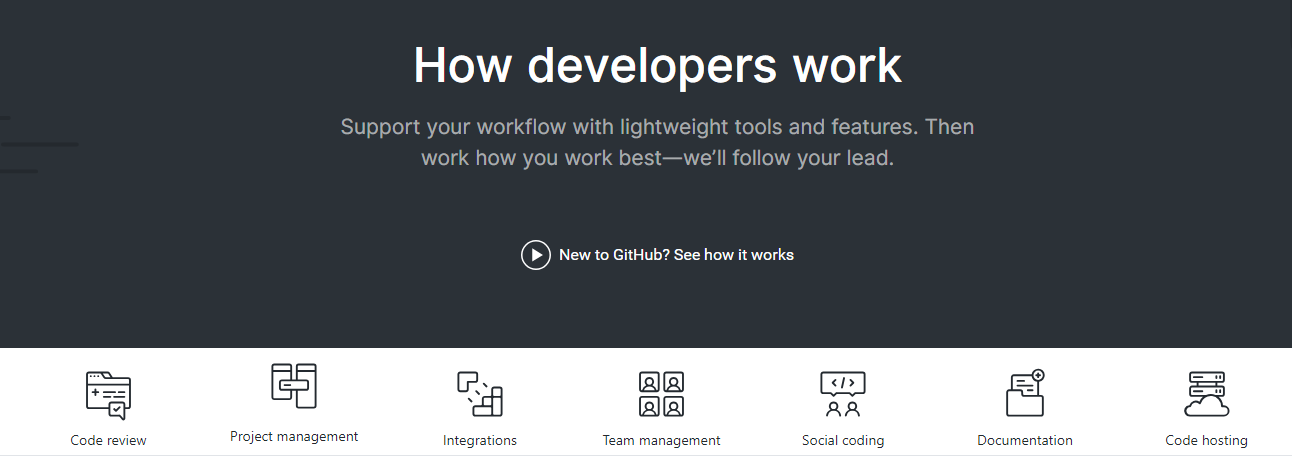 How developers work
Support your workflow with lightweight tools and features. Then
work how you work best—we’ll follow your lead.
New to GitHub? See how it works
Code review
Project management
Integrations
Team management
Social coding
Documentation
Code hosting